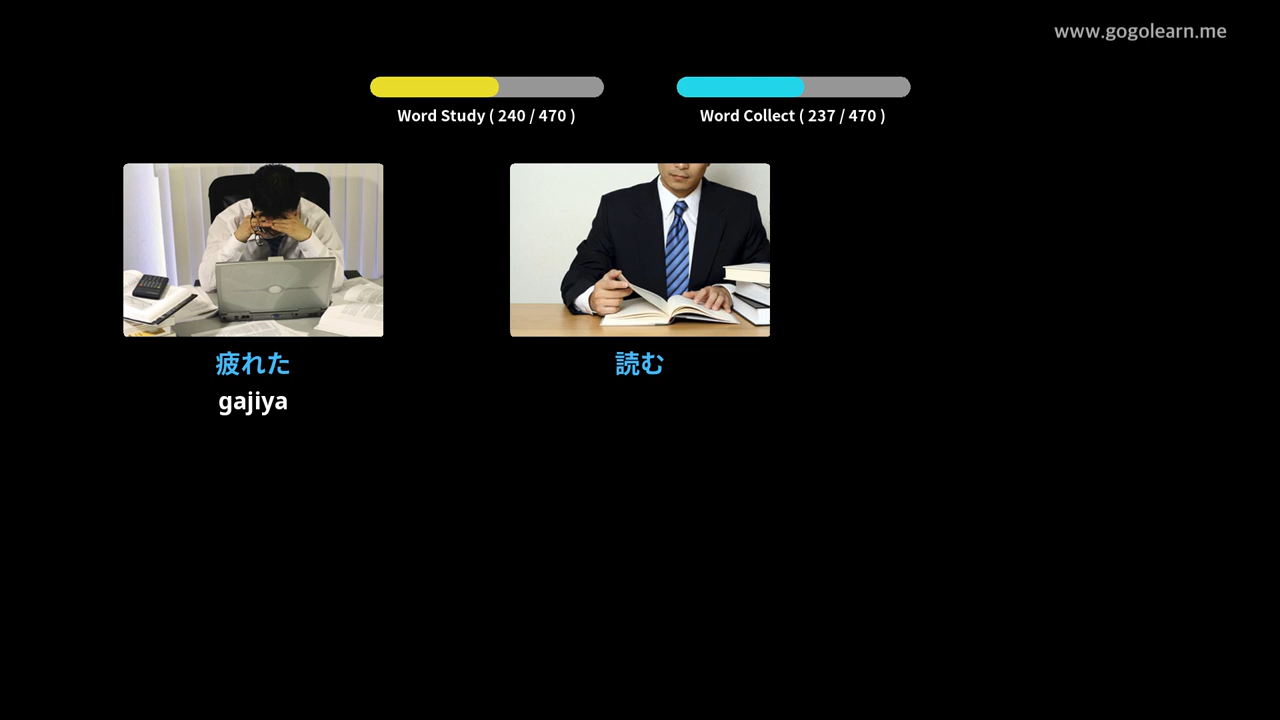 www.gogolearn.me
Word Study ( 240 / 470 )
Word Collect ( 237 / 470 )
疲れた
gajiya
読む